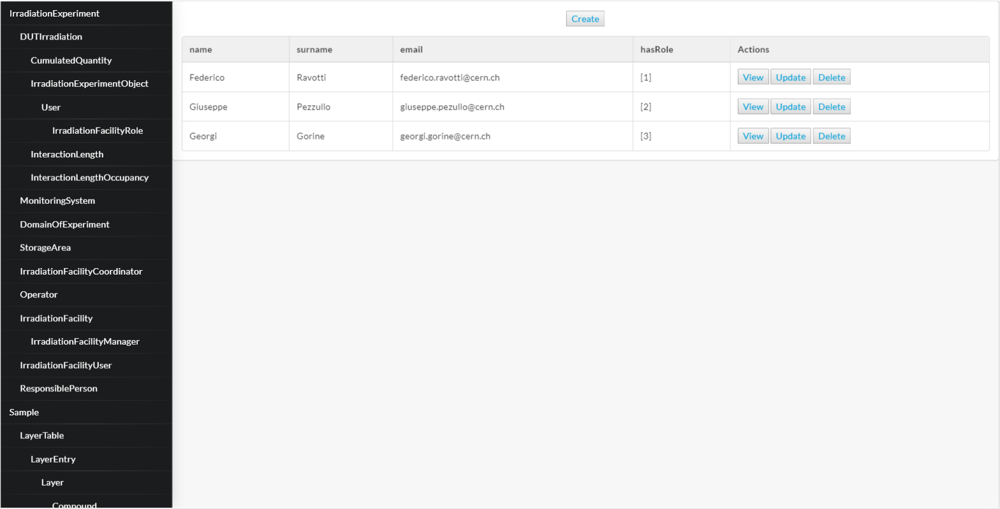 IrradiationExperiment
DUTIrradiation
CumulatedQuantity
IrradiationExperimentObject
User
IrradiationFacilityRole
InteractionLength
InteractionLengthOccupancy
MonitoringSystem
DomainOfExperiment
StorageArea
IrradiationFacilityCoordinator
Operator
IrradiationFacility
IrradiationFacilityManager
IrradiationFacilityUser
ResponsiblePerson
Sample
LayerTable
LayerEntry
Layer
Compound
Create
name surname email hasRole Actions
Federico Ravotti federico.ravotti@cern.ch [1] View Update Delete
Giuseppe Pezzullo giuseppe.pezullo@cern.ch [2] View Update Delete
Georgi Gorine georgi.gorine@cern.ch [3] View Update Delete